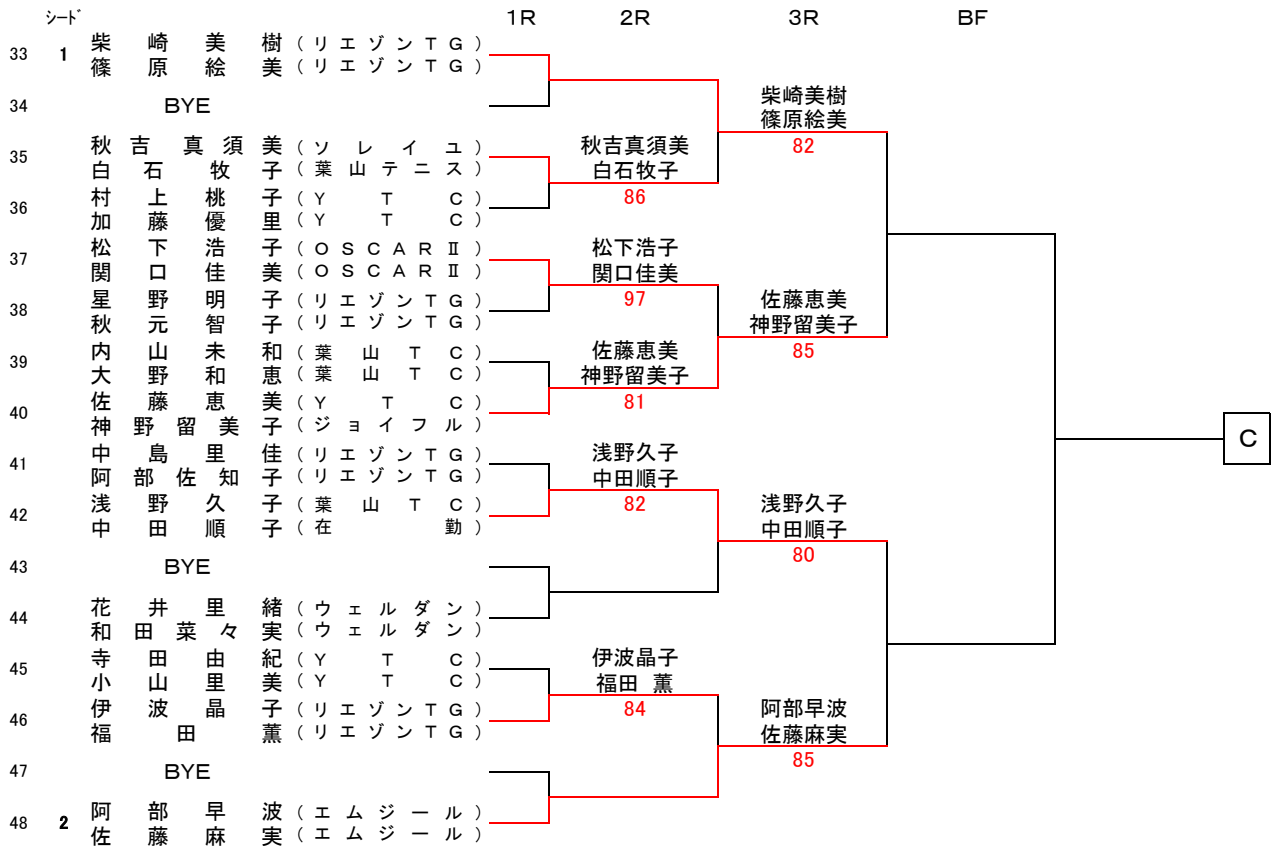 シード 1R 2R 3R BF
33 1 柴崎美樹 (リエゾンTG)
篠原絵美 (リエゾンTG)
34 BYE
柴崎美樹
篠原絵美
82
35 秋吉真須美 (ソレイユ)
白石牧子 (葉山テニス)
秋吉真須美
白石牧子
86
36 村上桃子 (YTC)
加藤優里 (YTC)
37 松下浩子 (OSCARⅡ)
関口佳美 (OSCARⅡ)
松下浩子
関口佳美
97
38 星野明子 (リエゾンTG)
秋元智子 (リエゾンTG)
佐藤恵美
神野留美子
85
39 内山未和 (葉山TC)
大野和恵 (葉山TC)
佐藤恵美
神野留美子
81
40 佐藤恵美 (YTC)
神野留美子 (ジョイフル)
C
41 中島里佳 (リエゾンTG)
阿部佐知子 (リエゾンTG)
浅野久子
中田順子
82
42 浅野久子 (葉山TC)
中田順子 (在勤)
浅野久子
中田順子
80
43 BYE
44 花井里緒 (ウェルダン)
和田菜々実 (ウェルダン)
45 寺田由紀 (YTC)
小山里美 (YTC)
伊波晶子
福田 薫
84
46 伊波晶子 (リエゾンTG)
福田薫 (リエゾンTG)
阿部早波
佐藤麻実
85
47 BYE
48 2 阿部早波 (エムジール)
佐藤麻実 (エムジール)